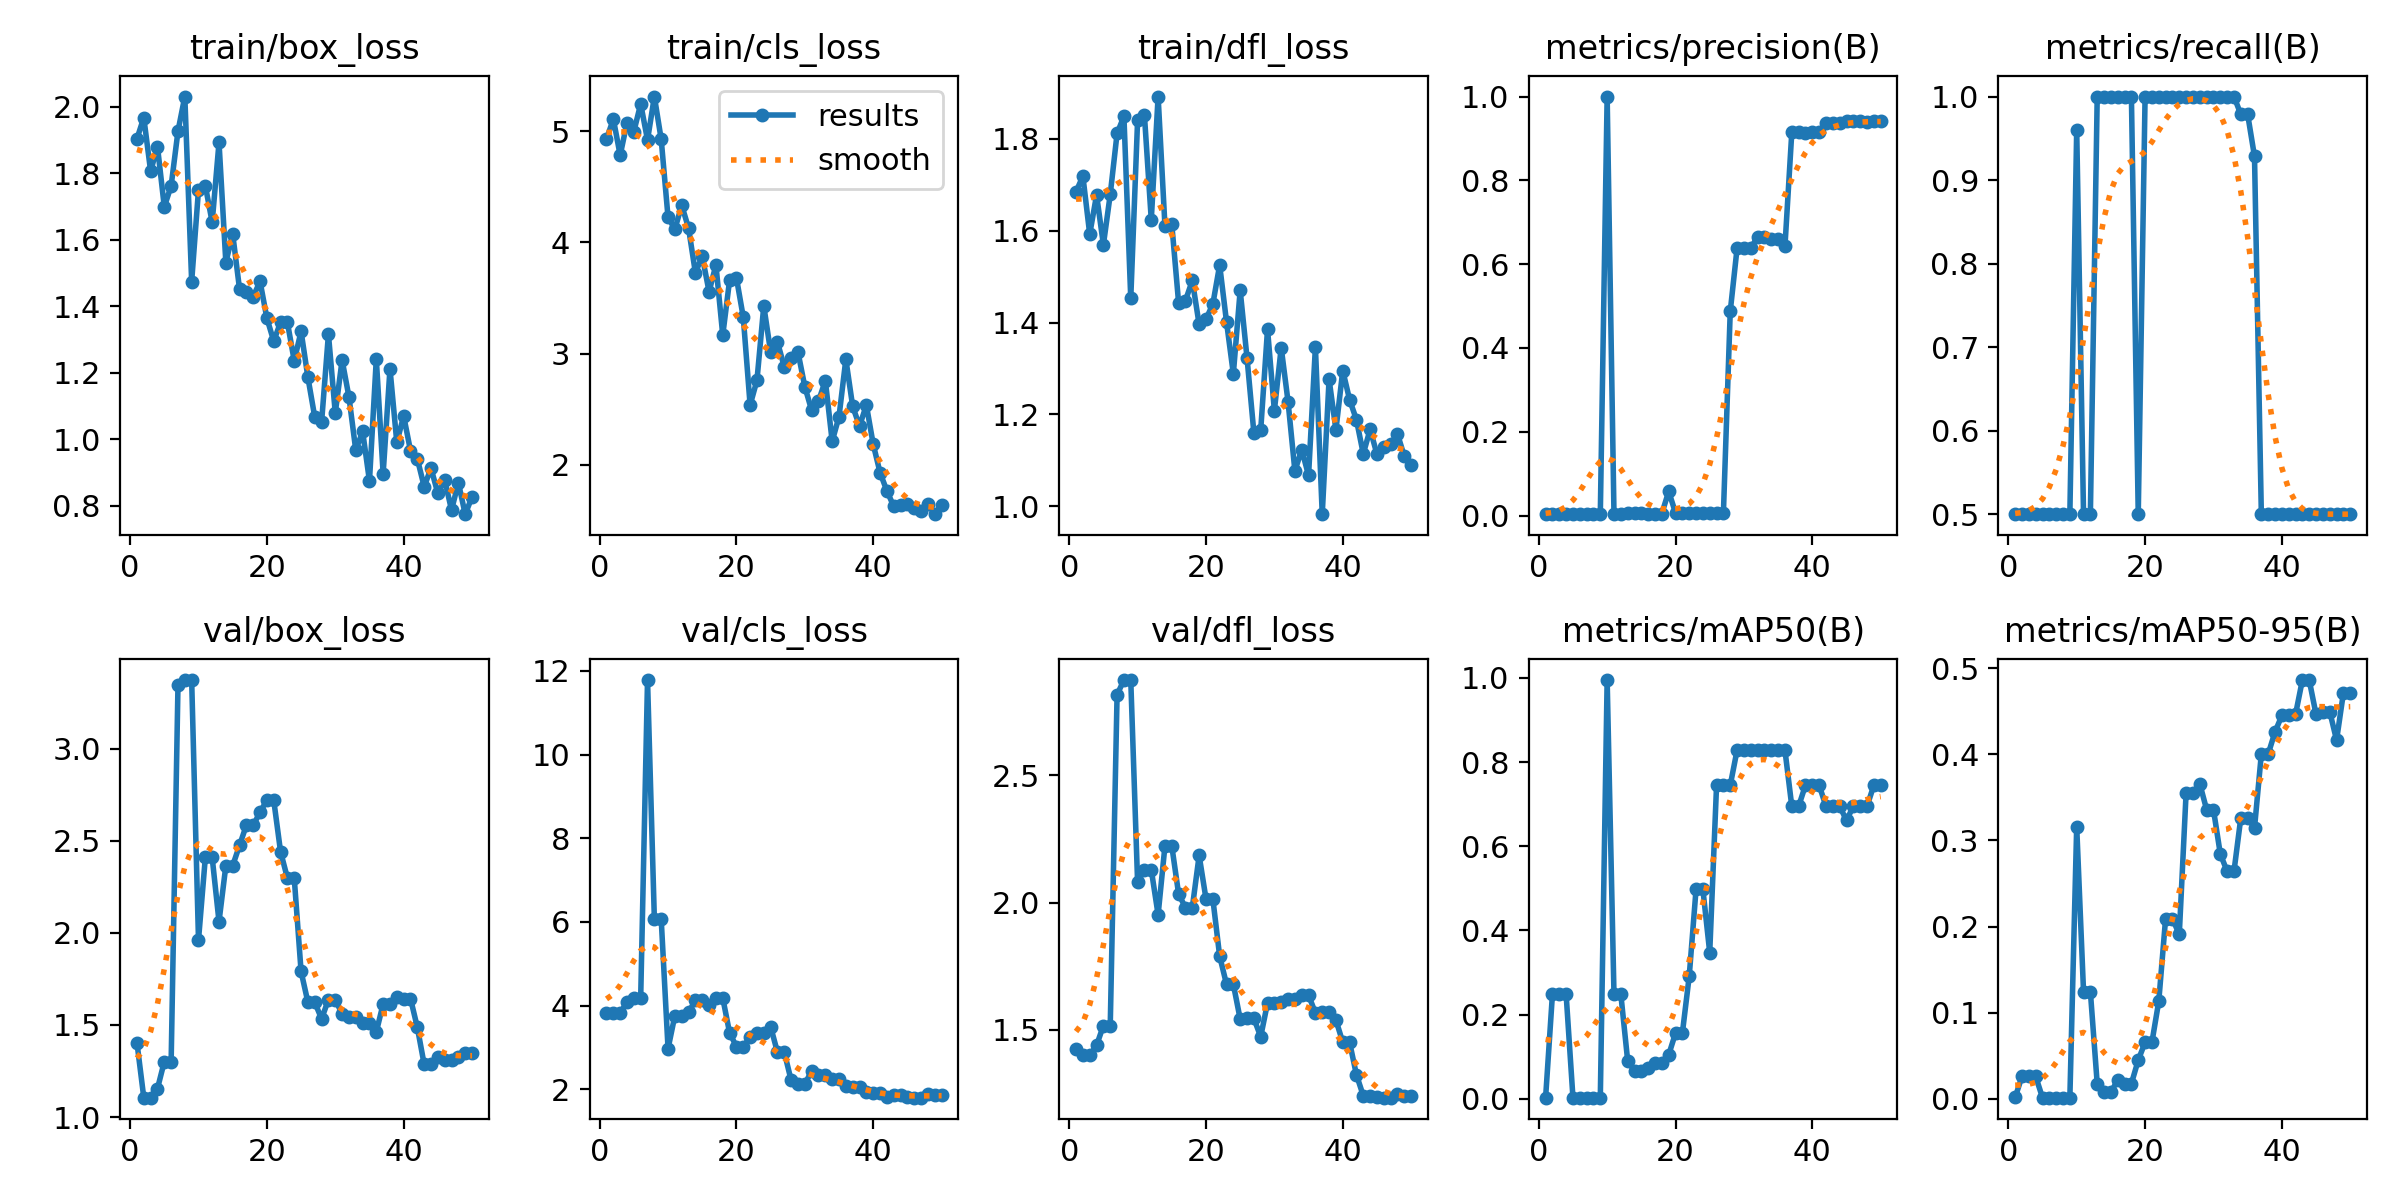 train/box_loss
train/cls_loss
train/dfl_loss
metrics/precision(B)
metrics/recall(B)
2.0
1.8
1.6
1.4
1.2
1.0
0.8
0 20 40
5
4
3
2
0 20 40
results
smooth
1.8
1.6
1.4
1.2
1.0
0 20 40
1.0
0.8
0.6
0.4
0.2
0.0
0 20 40
1.0
0.9
0.8
0.7
0.6
0.5
0 20 40
val/box_loss
val/cls_loss
val/dfl_loss
metrics/mAP50(B)
metrics/mAP50-95(B)
3.0
2.5
2.0
1.5
1.0
0 20 40
12
10
8
6
4
2
0 20 40
2.5
2.0
1.5
0 20 40
1.0
0.8
0.6
0.4
0.2
0.0
0 20 40
0.5
0.4
0.3
0.2
0.1
0.0
0 20 40